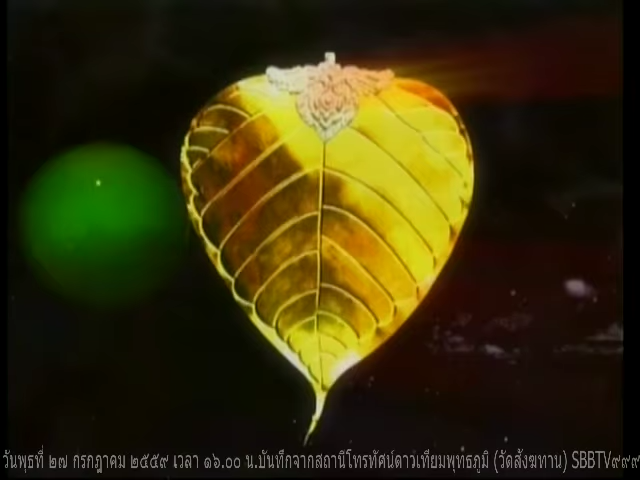 วันพุธที่ ๒๗ กรกฎาคม ๒๕๕๙ เวลา ๑๖.๐๐ น.บันทึกจากสถานีโทรทัศน์ดาวเทียมพุทธภูมิ (วัดสังฆทาน) SBBTV๙๙๙